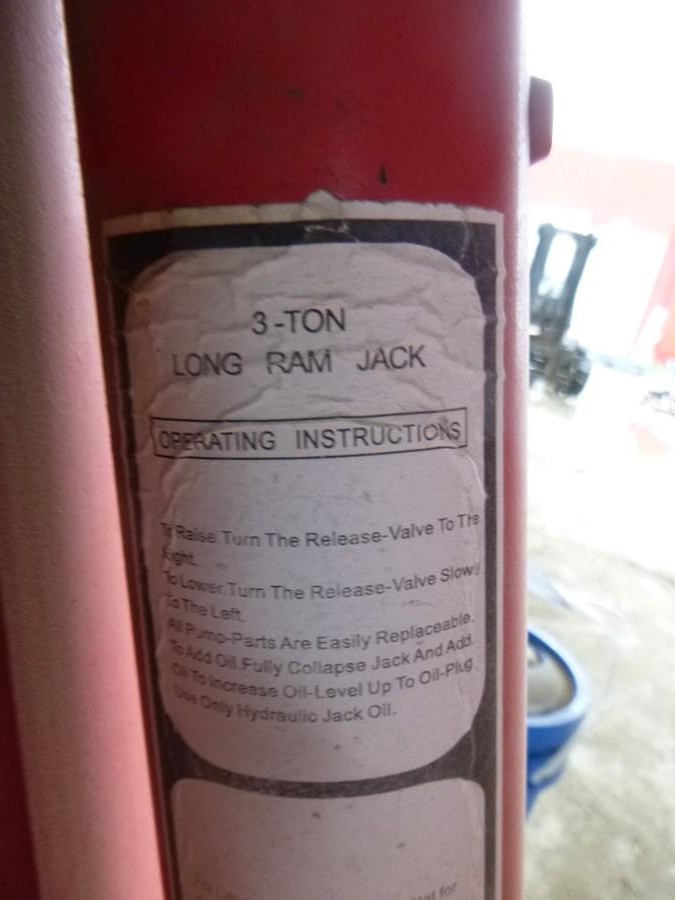 3-TON
LONG RAM JACK
OPERATING INSTRUCTIONS
To Raise:Turn The Release-Valve To The
Right.
To Lower:Turn The Release-Valve Slowly
To The Left.
All Pump-Parts Are Easily Replaceable.
To Add Oil.Fully Collapse Jack And Add
Oil To Increase Oil-Level Up To Oil-Plug
Use Only Hydraulic Jack Oil.
for